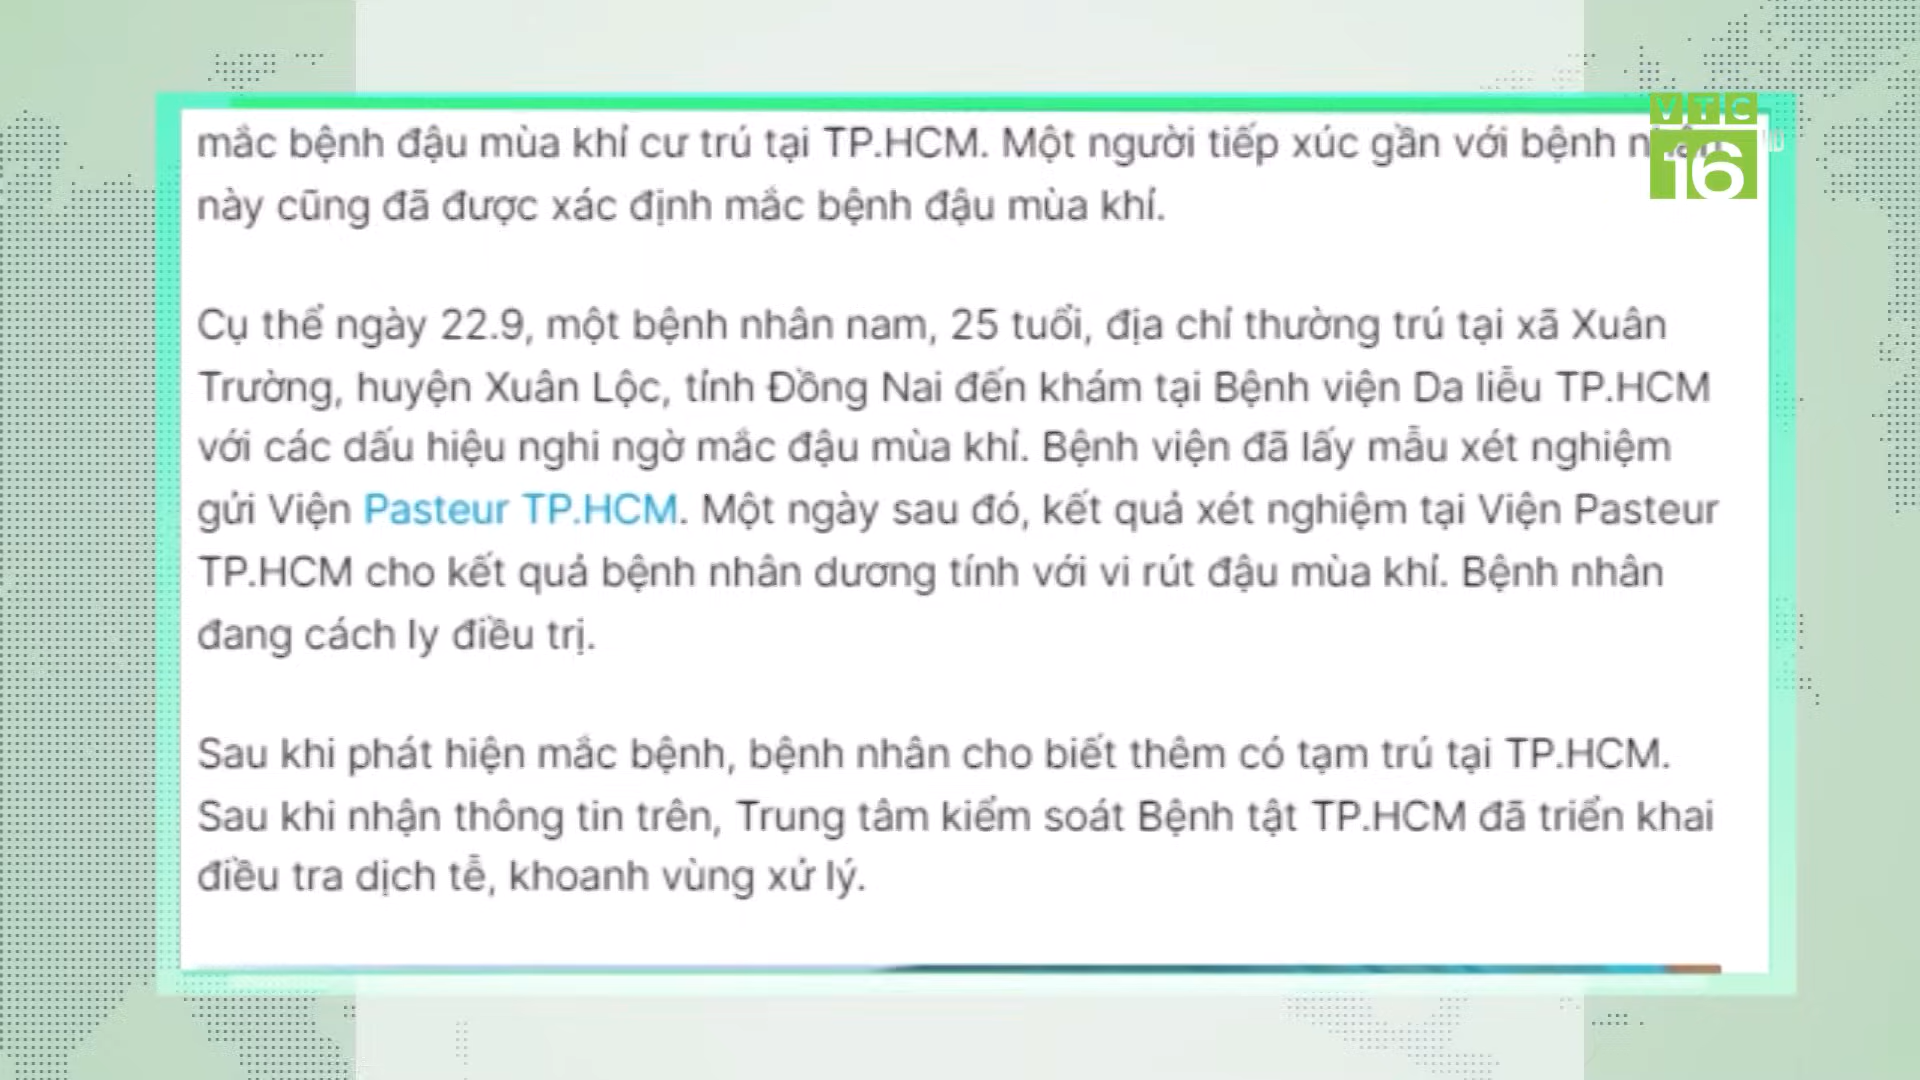 mắc bệnh đậu mùa khỉ cư trú tại TP.HCM. Một người tiếp xúc gần với bệnh nhân
này cũng đã được xác định mắc bệnh đậu mùa khỉ.
Cụ thể ngày 22.9, một bệnh nhân nam, 25 tuổi, địa chỉ thường trú tại xã Xuân
Trường, huyện Xuân Lộc, tỉnh Đồng Nai đến khám tại Bệnh viện Da liễu TP.HCM
với các dấu hiệu nghi ngờ mắc đậu mùa khỉ. Bệnh viện đã lấy mẫu xét nghiệm
gửi Viện Pasteur TP.HCM. Một ngày sau đó, kết quả xét nghiệm tại Viện Pasteur
TP.HCM cho kết quả bệnh nhân dương tính với vi rút đậu mùa khỉ. Bệnh nhân
đang cách ly điều trị.
Sau khi phát hiện mắc bệnh, bệnh nhân cho biết thêm có tạm trú tại TP.HCM.
Sau khi nhận thông tin trên, Trung tâm kiểm soát Bệnh tật TP.HCM đã triển khai
điều tra dịch tễ, khoanh vùng xử lý.
VTC
16
HD